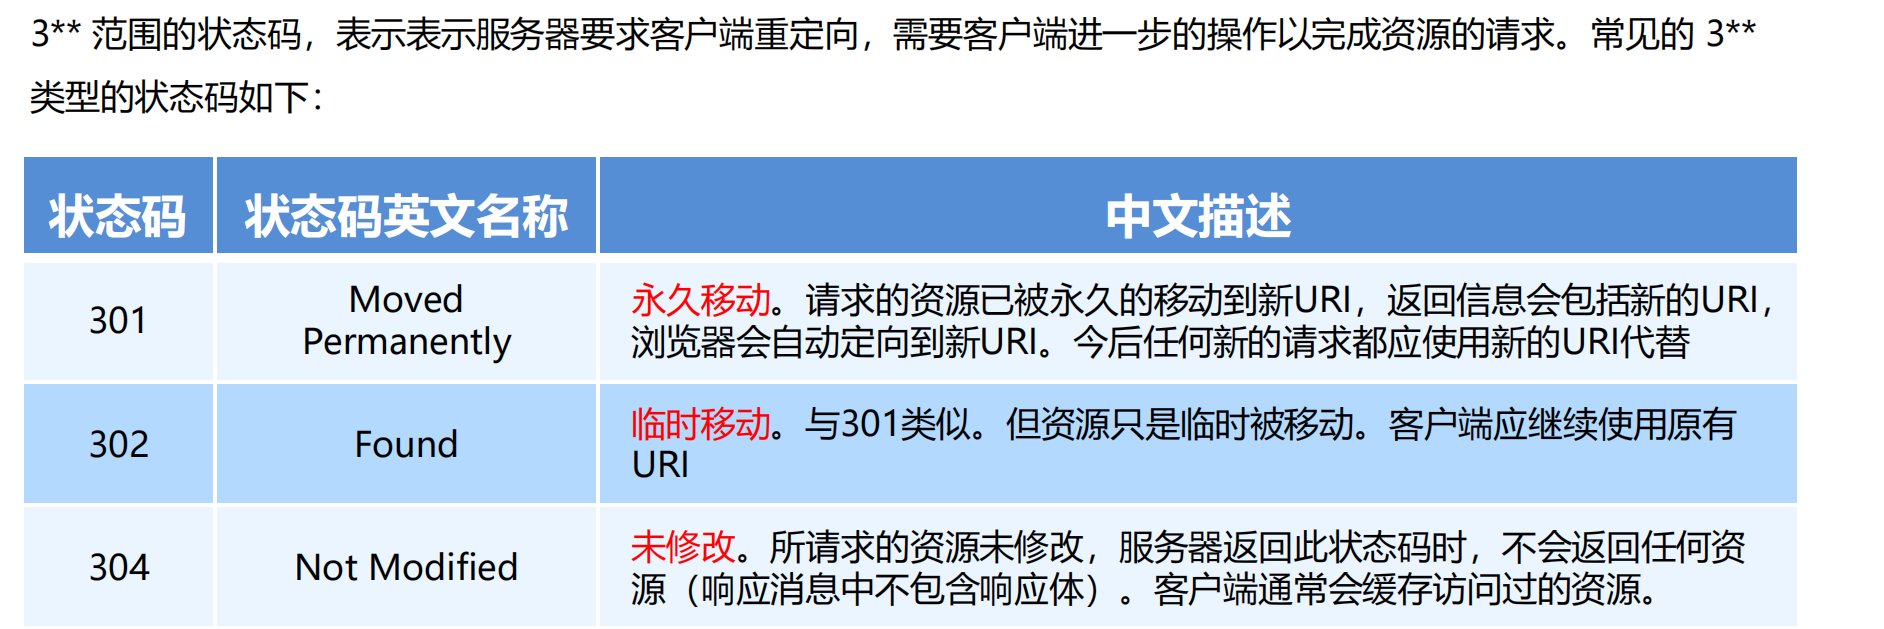 3** 范围的状态码，表示表示服务器要求客户端重定向，需要客户端进一步的操作以完成资源的请求。常见的 3**
类型的状态码如下：
状态码 状态码英文名称 中文描述
301
Moved
Permanently
永久移动。请求的资源已被永久的移动到新URI，返回信息会包括新的URI，
浏览器会自动定向到新URI。今后任何新的请求都应使用新的URI代替
302
Found
临时移动。与301类似。但资源只是临时被移动。客户端应继续使用原有
URI
304
Not Modified
未修改。所请求的资源未修改，服务器返回此状态码时，不会返回任何资
源（响应消息中不包含响应体）。客户端通常会缓存访问过的资源。